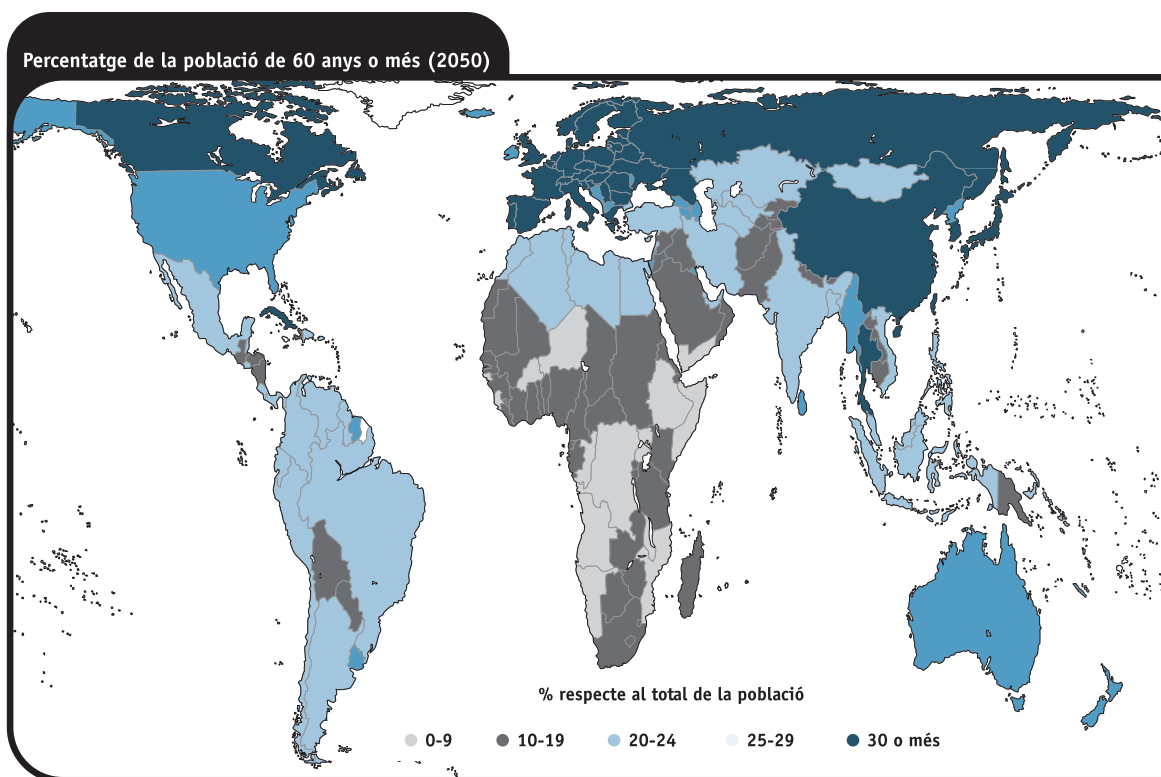 Percentatge de la població de 60 anys o més (2050)
% respecte al total de la població
0-9 10-19 20-24 25-29 30 o més